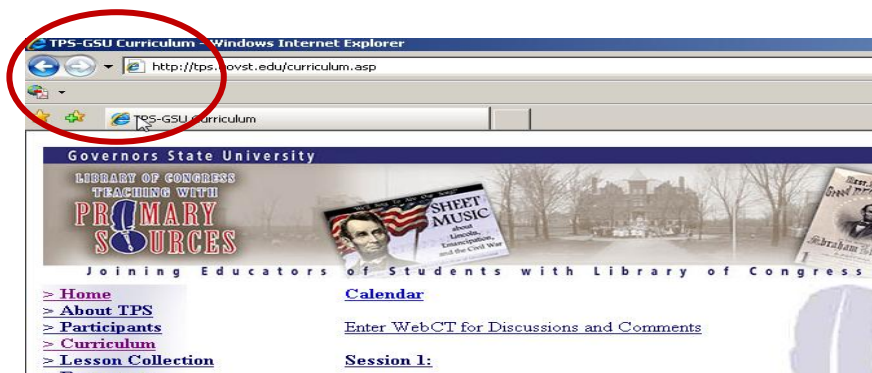 TPS-GSU Curriculum - Windows Internet Explorer
http://tps.govst.edu/curriculum.asp
TPS-GSU Curriculum
Governors State University
LIBRARY OF CONGRESS
TEACHING WITH
PRIMARY
SOURCES
SHEET
MUSIC
about
Lincoln,
Emancipation,
and the Civil War
Joining Educators of Students with Library of Congress
> Home
> About TPS
> Participants
> Curriculum
> Lesson Collection
Calendar
Enter WebCT for Discussions and Comments
Session 1: